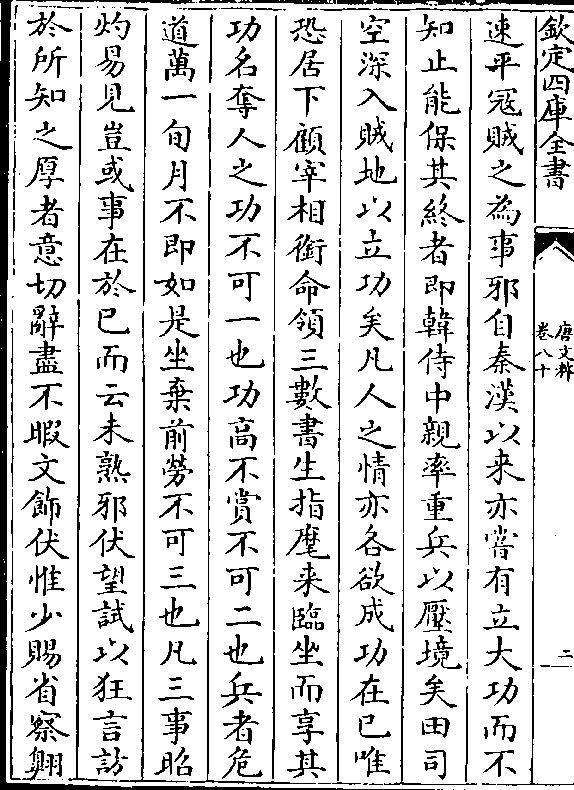 欽定四庫全書
唐文粹
卷八十
二
速平冦賊之為事邪自秦漢以来亦嘗有立大功而不
知止能保其終者即韓侍中親率重兵以壓境矣田司
空深入賊地以立功矣凡人之情亦各欲成功在已唯
恐居下顧宰相銜命領三數書生指麾来臨坐而享其
功名奪人之功不可一也功高不賞不可二也兵者危
道萬一旬月不即如是坐棄前勞不可三也凡三事昭
灼易見豈或事在於已而云未熟邪伏望試以狂言訪
於所知之厚者意切辭盡不暇文飾伏惟少賜省察翺